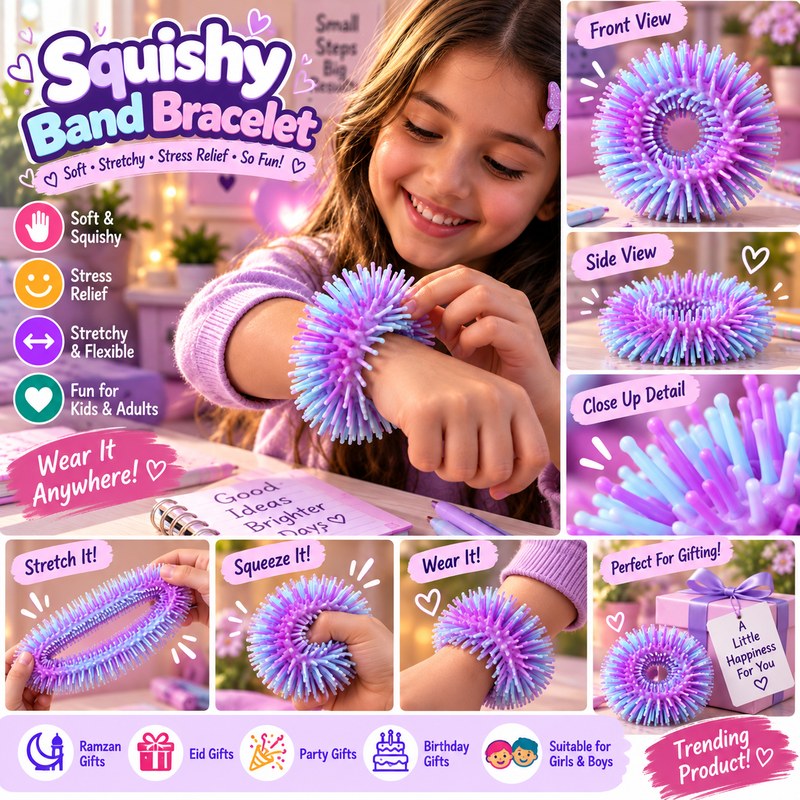 Squishy
Band Bracelet
Soft • Stretchy • Stress Relief • So Fun!
Small
Steps
Big
Results
Soft &
Squishy
Stress
Relief
Stretchy
& Flexible
Fun for
Kids & Adults
Wear It
Anywhere!
Good
Ideas
Brighter
Days
Front View
Side View
Close Up Detail
Stretch It!
Squeeze It!
Wear It!
Perfect For Gifting!
A
Little
Happiness
For You
Ramzan
Gifts
Eid Gifts
Party Gifts
Birthday
Gifts
Suitable for
Girls & Boys
Trending
Product!